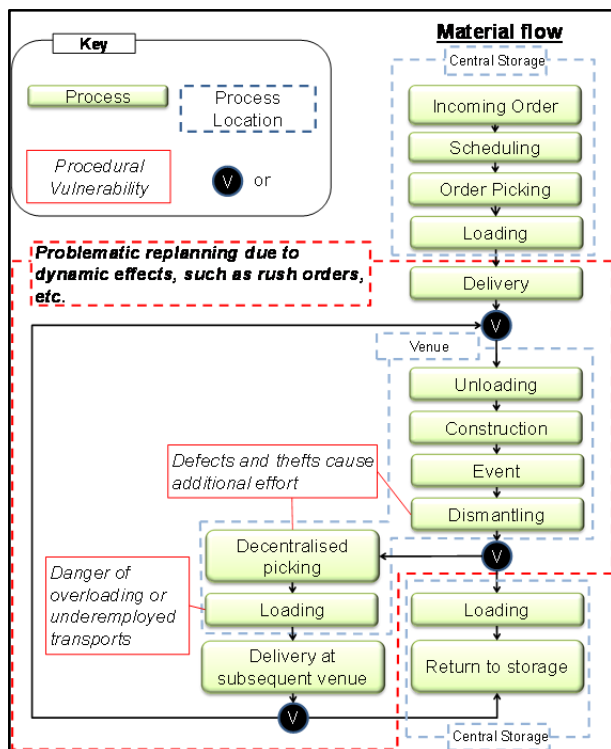 Key
Process
Process
Location
Procedural
Vulnerability
V or
Material flow
Central Storage
Incoming Order
Scheduling
Order Picking
Loading
Problematic replanning due to
dynamic effects, such as rush orders,
etc.
Delivery
V
Venue
Unloading
Construction
Event
Dismantling
V
Defects and thefts cause
additional effort
Decentralised
picking
Danger of
overloading or
underemployed
transports
Loading
Delivery at
subsequent venue
V
Loading
Return to storage
Central Storage